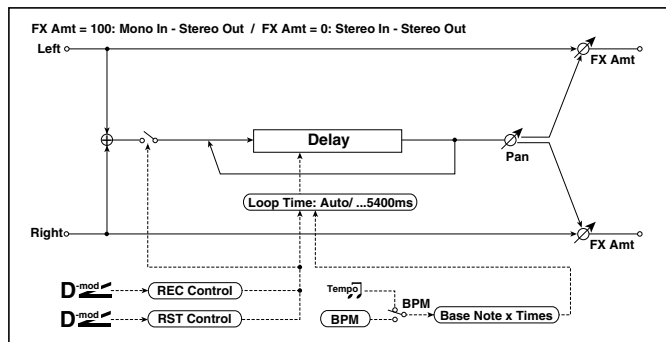 FX Amt = 100: Mono In - Stereo Out / FX Amt = 0: Stereo In - Stereo Out
Left
FX Amt
Delay
Pan
Loop Time: Auto/ ...5400ms
Right
FX Amt
D-mod
REC Control
Tempo
BPM
D-mod
RST Control
BPM
Base Note x Times